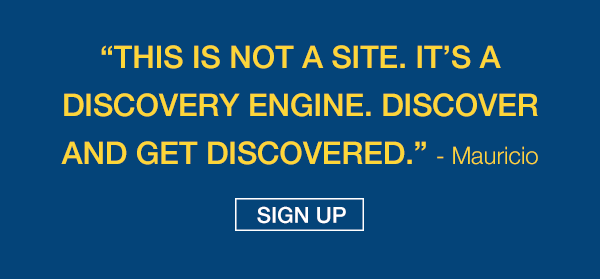 “THIS IS NOT A SITE. IT’S A
DISCOVERY ENGINE. DISCOVER
AND GET DISCOVERED.” - Mauricio
SIGN UP